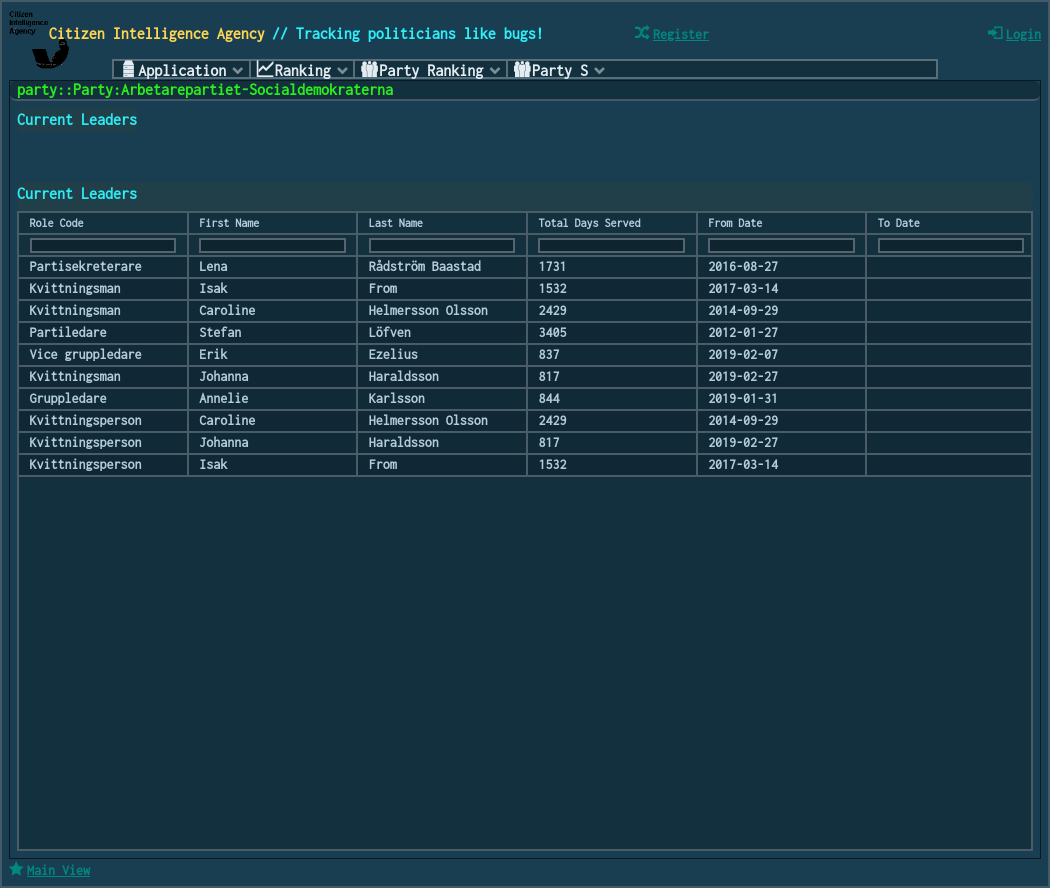 Citizen
Intelligence
Agency
Citizen Intelligence Agency // Tracking politicians like bugs!
Register
Login
Application Ranking Party Ranking Party S
party::Party:Arbetarepartiet-Socialdemokraterna
Current Leaders
Current Leaders
Role Code First Name Last Name Total Days Served From Date To Date
Partisekreterare Lena Rådström Baastad 1731 2016-08-27
Kvittningsman Isak From 1532 2017-03-14
Kvittningsman Caroline Helmersson Olsson 2429 2014-09-29
Partiledare Stefan Löfven 3405 2012-01-27
Vice gruppledare Erik Ezelius 837 2019-02-07
Kvittningsman Johanna Haraldsson 817 2019-02-27
Gruppledare Annelie Karlsson 844 2019-01-31
Kvittningsperson Caroline Helmersson Olsson 2429 2014-09-29
Kvittningsperson Johanna Haraldsson 817 2019-02-27
Kvittningsperson Isak From 1532 2017-03-14
Main View